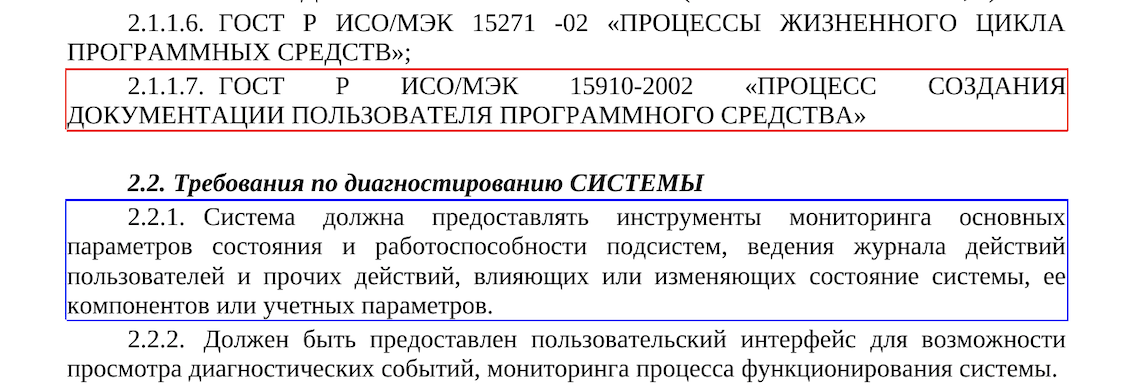 2.1.1.6. ГОСТ Р ИСО/МЭК 15271 -02 «ПРОЦЕССЫ ЖИЗНЕННОГО ЦИКЛА
ПРОГРАММНЫХ СРЕДСТВ»;
2.1.1.7. ГОСТ Р ИСО/МЭК 15910-2002 «ПРОЦЕСС СОЗДАНИЯ
ДОКУМЕНТАЦИИ ПОЛЬЗОВАТЕЛЯ ПРОГРАММНОГО СРЕДСТВА»
2.2. Требования по диагностированию СИСТЕМЫ
2.2.1. Система должна предоставлять инструменты мониторинга основных
параметров состояния и работоспособности подсистем, ведения журнала действий
пользователей и прочих действий, влияющих или изменяющих состояние системы, ее
компонентов или учетных параметров.
2.2.2. Должен быть предоставлен пользовательский интерфейс для возможности
просмотра диагностических событий, мониторинга процесса функционирования системы.